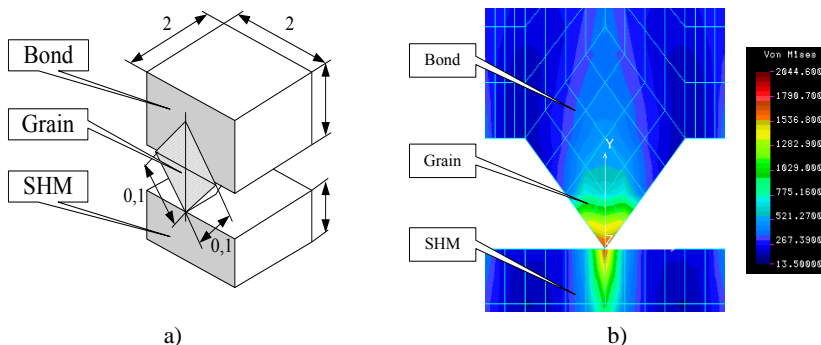 2
2
Bond
Grain
SHM
0,1
0,1
a)
Bond
Grain
SHM
Y
b)
Von Mises
2044.600
1790.700
1536.800
1282.900
1029.000
775.1600
521.2700
267.3900
13.50000